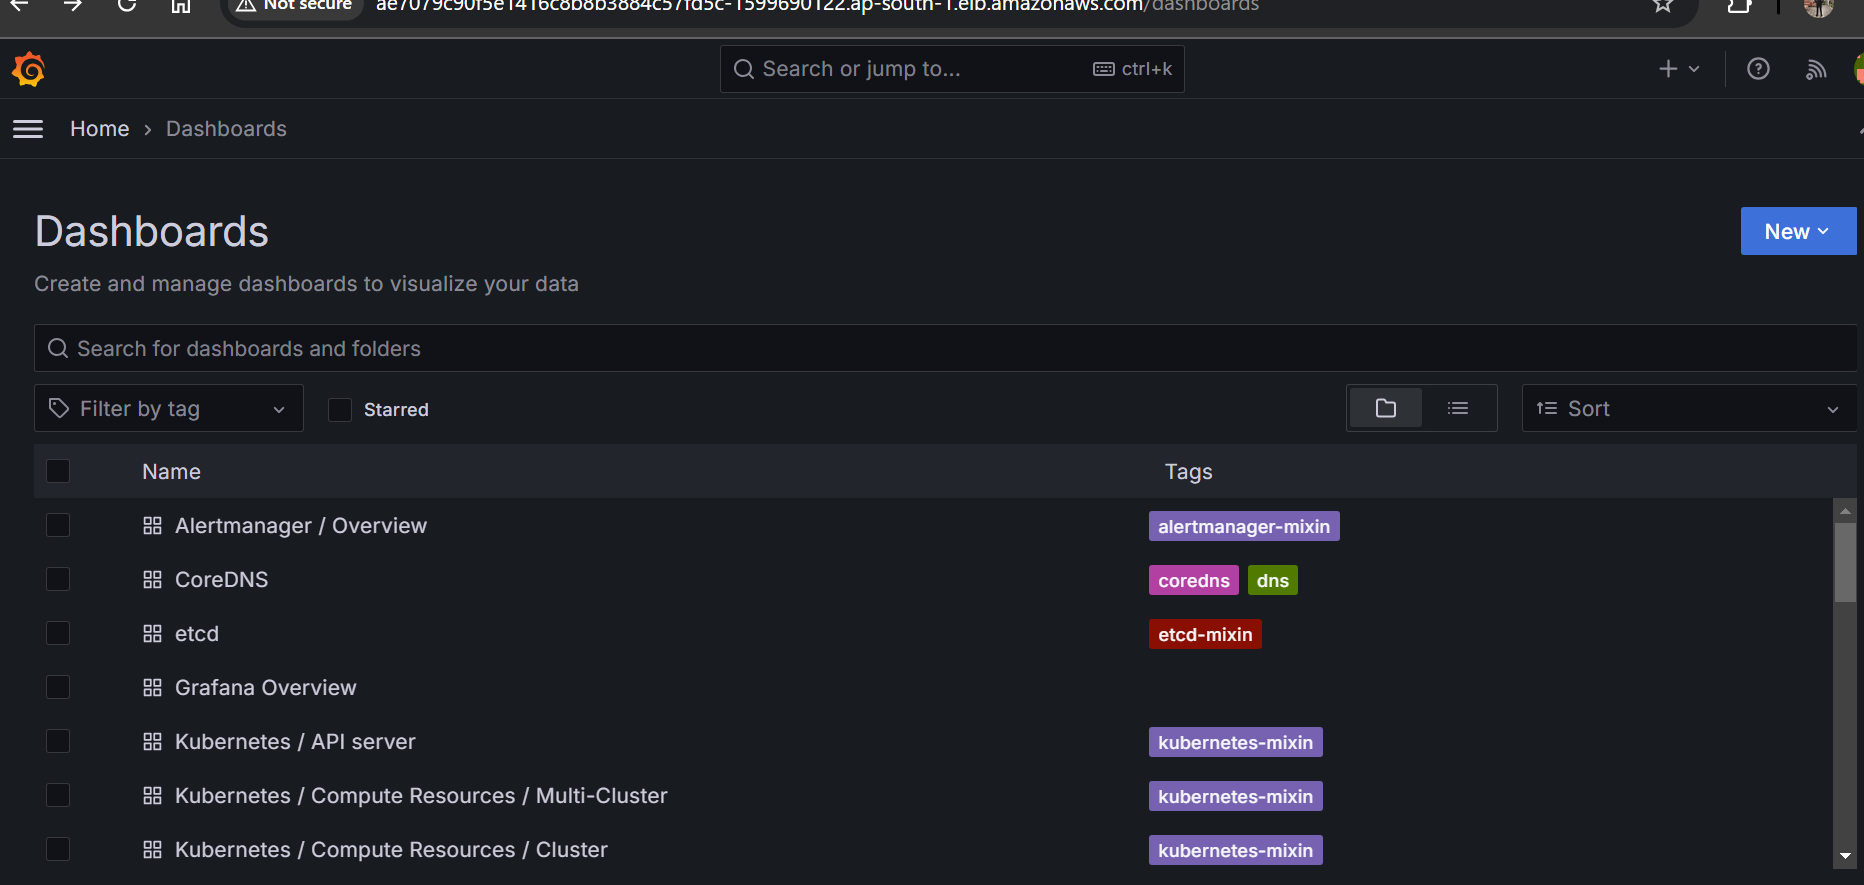 Not secure ae7079c90f5e1416c8b8b3884c57fd5c-1599690122.ap-south-1.elb.amazonaws.com/dashboards
Search or jump to... ctrl+k
Home › Dashboards
Dashboards
New
Create and manage dashboards to visualize your data
Search for dashboards and folders
Filter by tag Starred Sort
Name Tags
Alertmanager / Overview alertmanager-mixin
CoreDNS coredns dns
etcd etcd-mixin
Grafana Overview
Kubernetes / API server kubernetes-mixin
Kubernetes / Compute Resources / Multi-Cluster kubernetes-mixin
Kubernetes / Compute Resources / Cluster kubernetes-mixin